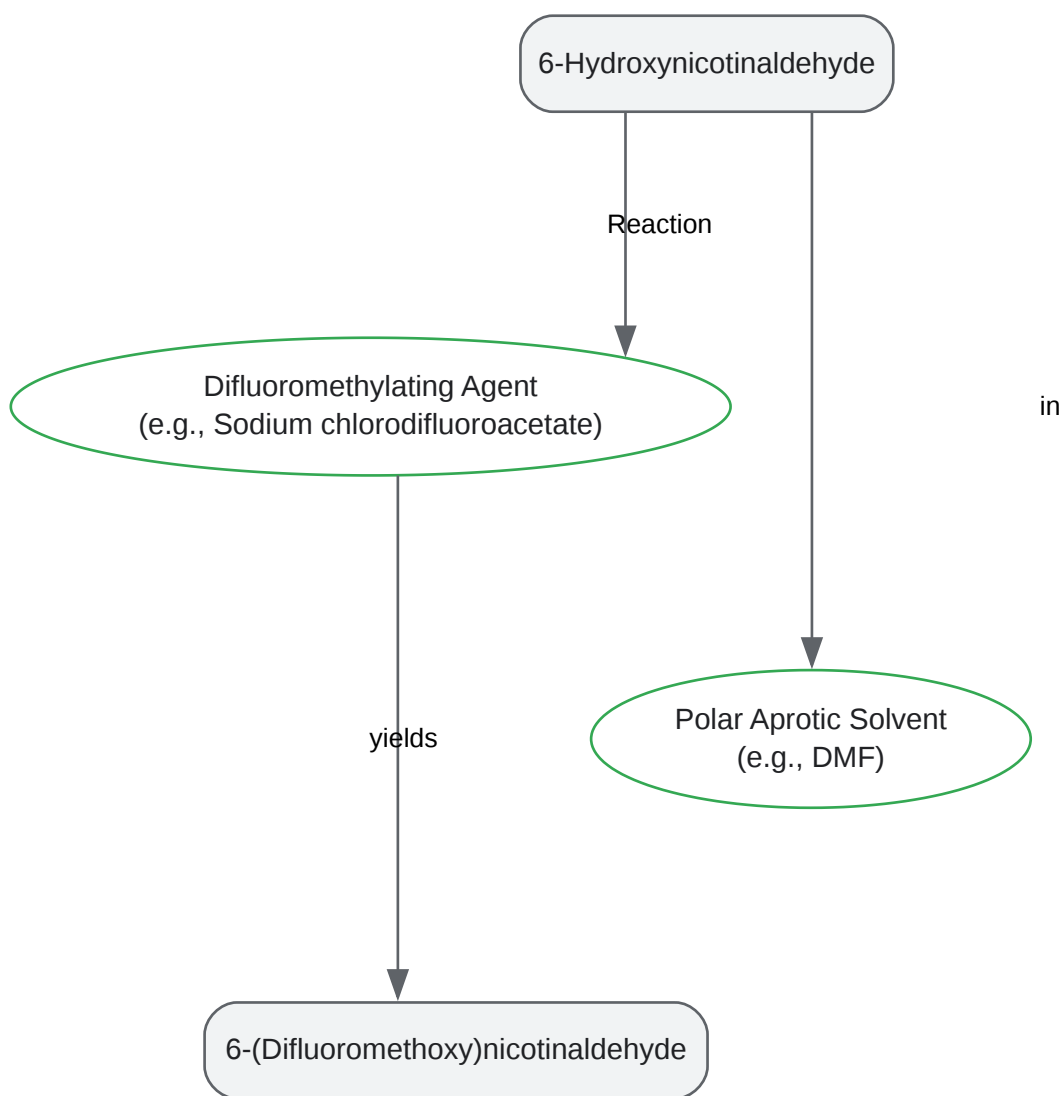 6-Hydroxynicotinaldehyde
Reaction
Difluoromethylating Agent
(e.g., Sodium chlorodifluoroacetate)
in
Polar Aprotic Solvent
(e.g., DMF)
yields
6-(Difluoromethoxy)nicotinaldehyde